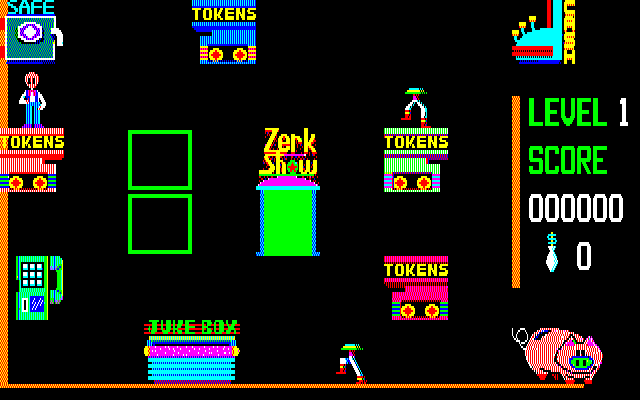 SAFE
TOKENS
LEVEL 1
TOKENS
Zerk
Show
TOKENS
SCORE
000000
$ 0
TOKENS
JUKE BOX